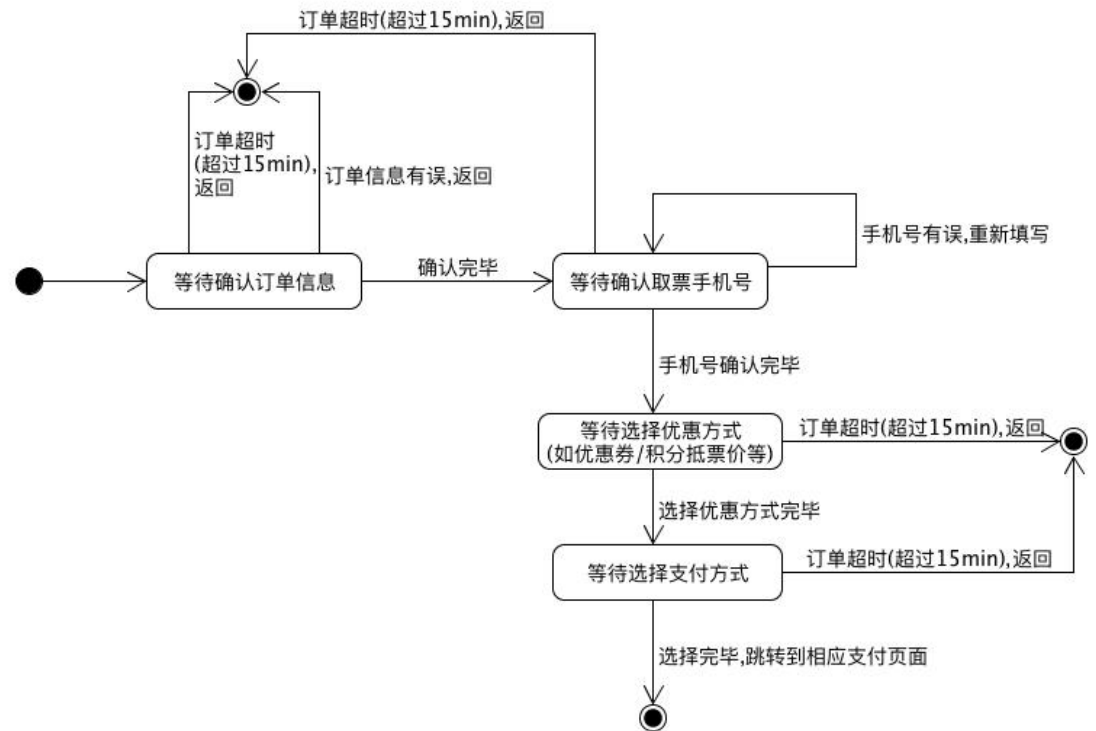 订单超时(超过15min),返回
订单超时
(超过15min),
返回
订单信息有误,返回
手机号有误,重新填写
等待确认订单信息
确认完毕
等待确认取票手机号
手机号确认完毕
等待选择优惠方式
(如优惠券/积分抵票价等)
订单超时(超过15min),返回
选择优惠方式完毕
等待选择支付方式
订单超时(超过15min),返回
选择完毕,跳转到相应支付页面